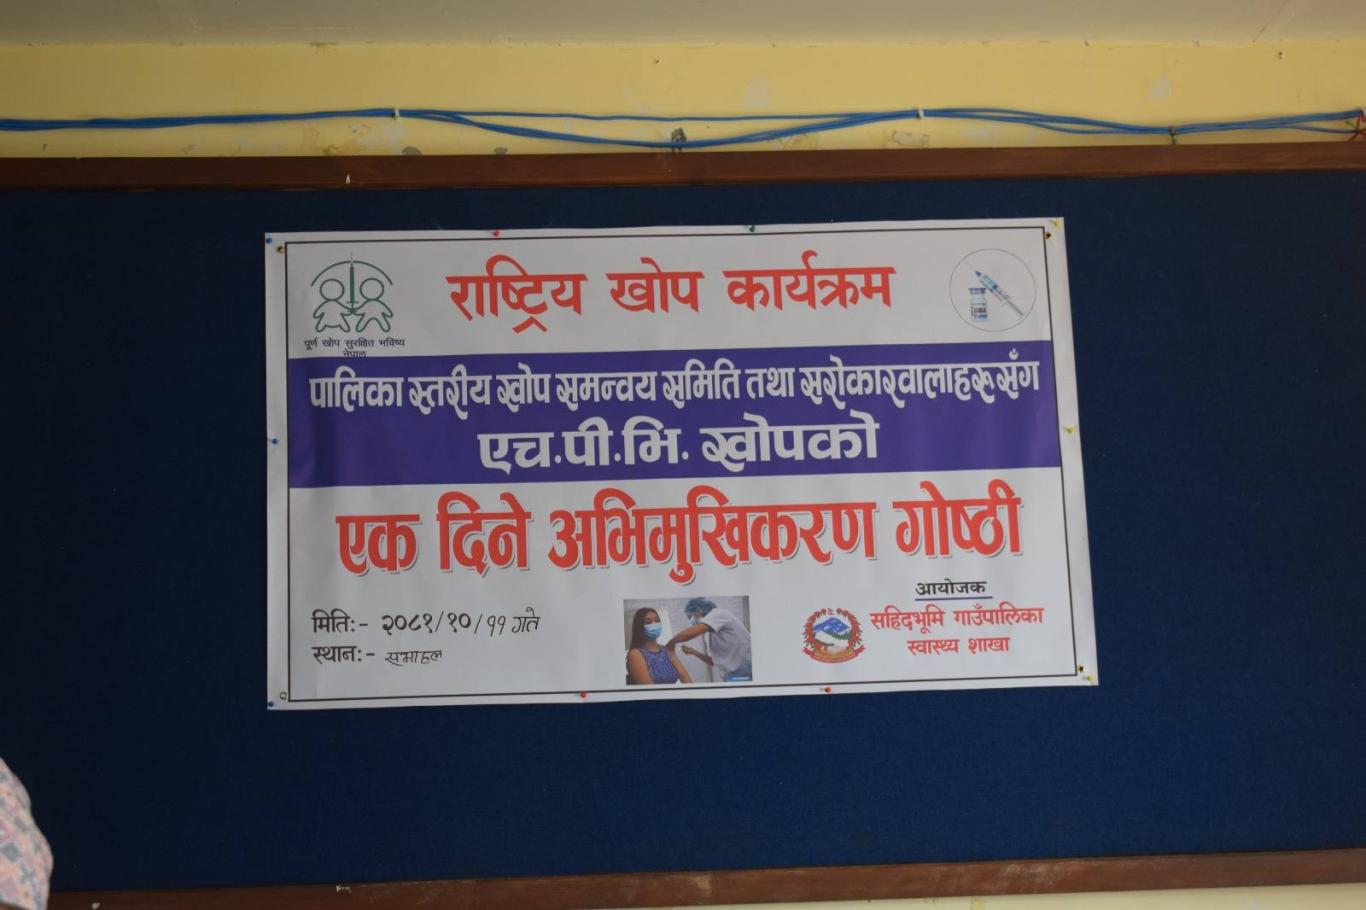 राष्ट्रिय खोप कार्यक्रम
पूर्ण खोप सुरक्षित भविष्य
नेपाल
पालिका स्तरीय खोप समन्वय समिति तथा सरोकारवालाहरूसँग
एच.पी.भि. खोपको
एक दिने अभिमुखिकरण गोष्ठी
मितिः- २०८१/१०/११ गते
स्थानः- सभाहल
आयोजक
सहिदभूमि गाउँपालिका
स्वास्थ्य शाखा